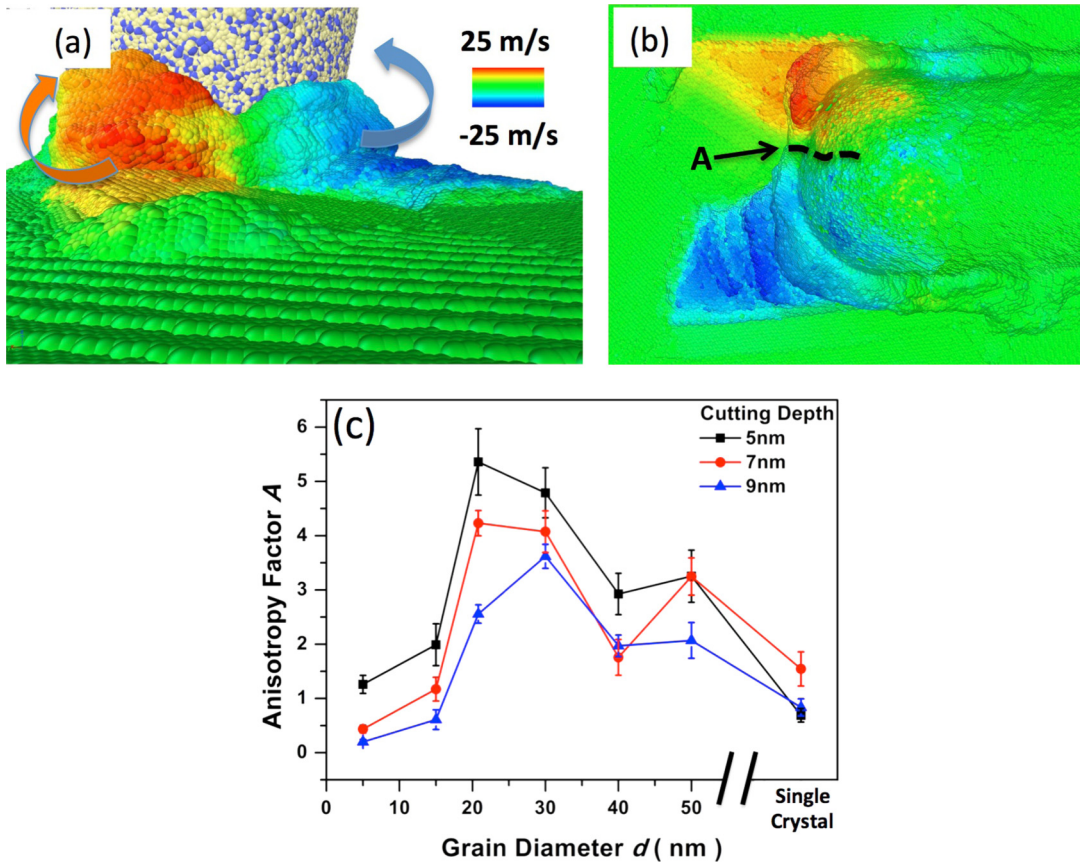 (a)
25 m/s
-25 m/s
(b)
A
(c)
Cutting Depth
5nm
7nm
9nm
Anisotropy Factor A
6
5
4
3
2
1
0
0 10 20 30 40 50
Single
Crystal
Grain Diameter d ( nm )